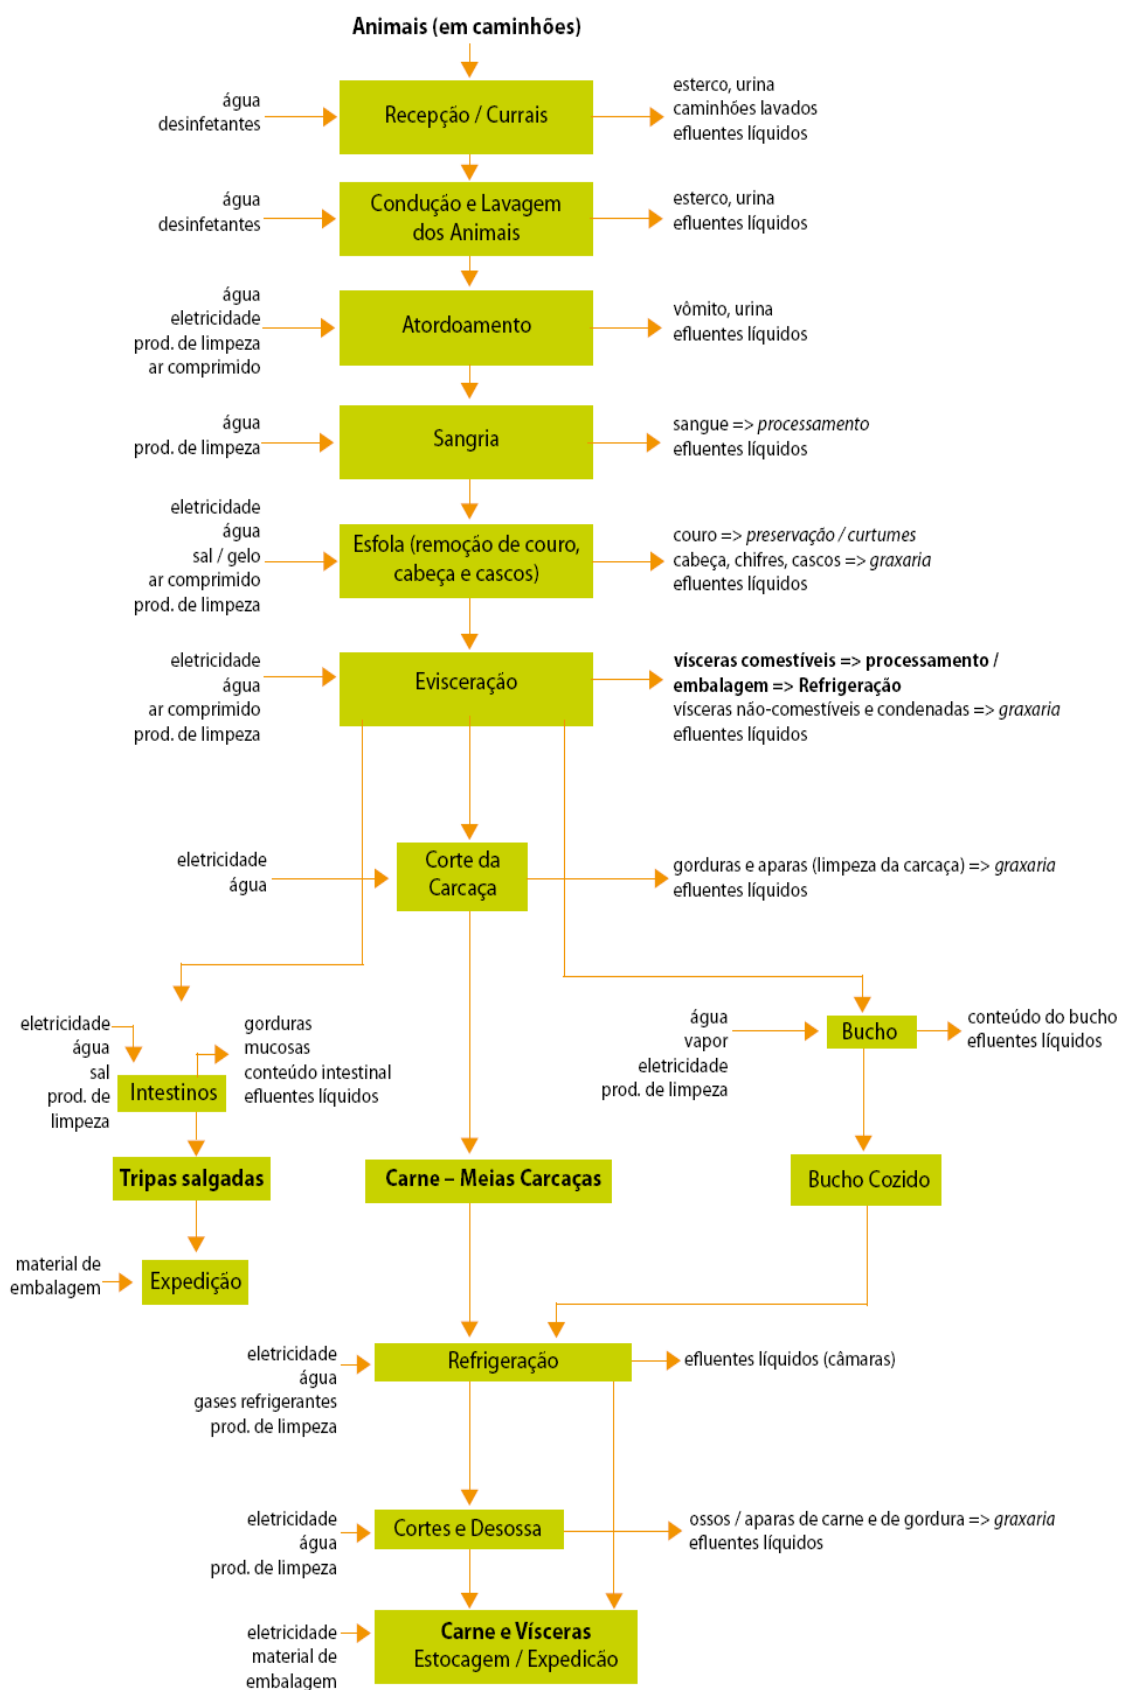 Animais (em caminhões)
água
desinfetantes
Recepção / Currais
esterco, urina
caminhões lavados
efluentes líquidos
água
desinfetantes
Condução e Lavagem
dos Animais
esterco, urina
efluentes líquidos
água
eletricidade
prod. de limpeza
ar comprimido
Atordoamento
vômito, urina
efluentes líquidos
água
prod. de limpeza
Sangria
sangue => processamento
efluentes líquidos
eletricidade
água
sal / gelo
ar comprimido
prod. de limpeza
Esfola (remoção de couro,
cabeça e cascos)
couro => preservação / curtumes
cabeça, chifres, cascos => graxaria
efluentes líquidos
eletricidade
água
ar comprimido
prod. de limpeza
Evisceração
vísceras comestíveis => processamento /
embalagem => Refrigeração
vísceras não-comestíveis e condenadas => graxaria
efluentes líquidos
eletricidade
água
Corte da
Carcaça
gorduras e aparas (limpeza da carcaça) => graxaria
efluentes líquidos
eletricidade
água
sal
prod. de
limpeza
Intestinos
gorduras
mucosas
conteúdo intestinal
efluentes líquidos
água
vapor
eletricidade
prod. de limpeza
Bucho
conteúdo do bucho
efluentes líquidos
Tripas salgadas
Carne – Meias Carcaças
Bucho Cozido
material de
embalagem
Expedição
eletricidade
água
gases refrigerantes
prod. de limpeza
Refrigeração
efluentes líquidos (câmaras)
eletricidade
água
prod. de limpeza
Cortes e Desossa
ossos / aparas de carne e de gordura => graxaria
efluentes líquidos
eletricidade
material de
embalagem
Carne e Vísceras
Estocagem / Expedicão